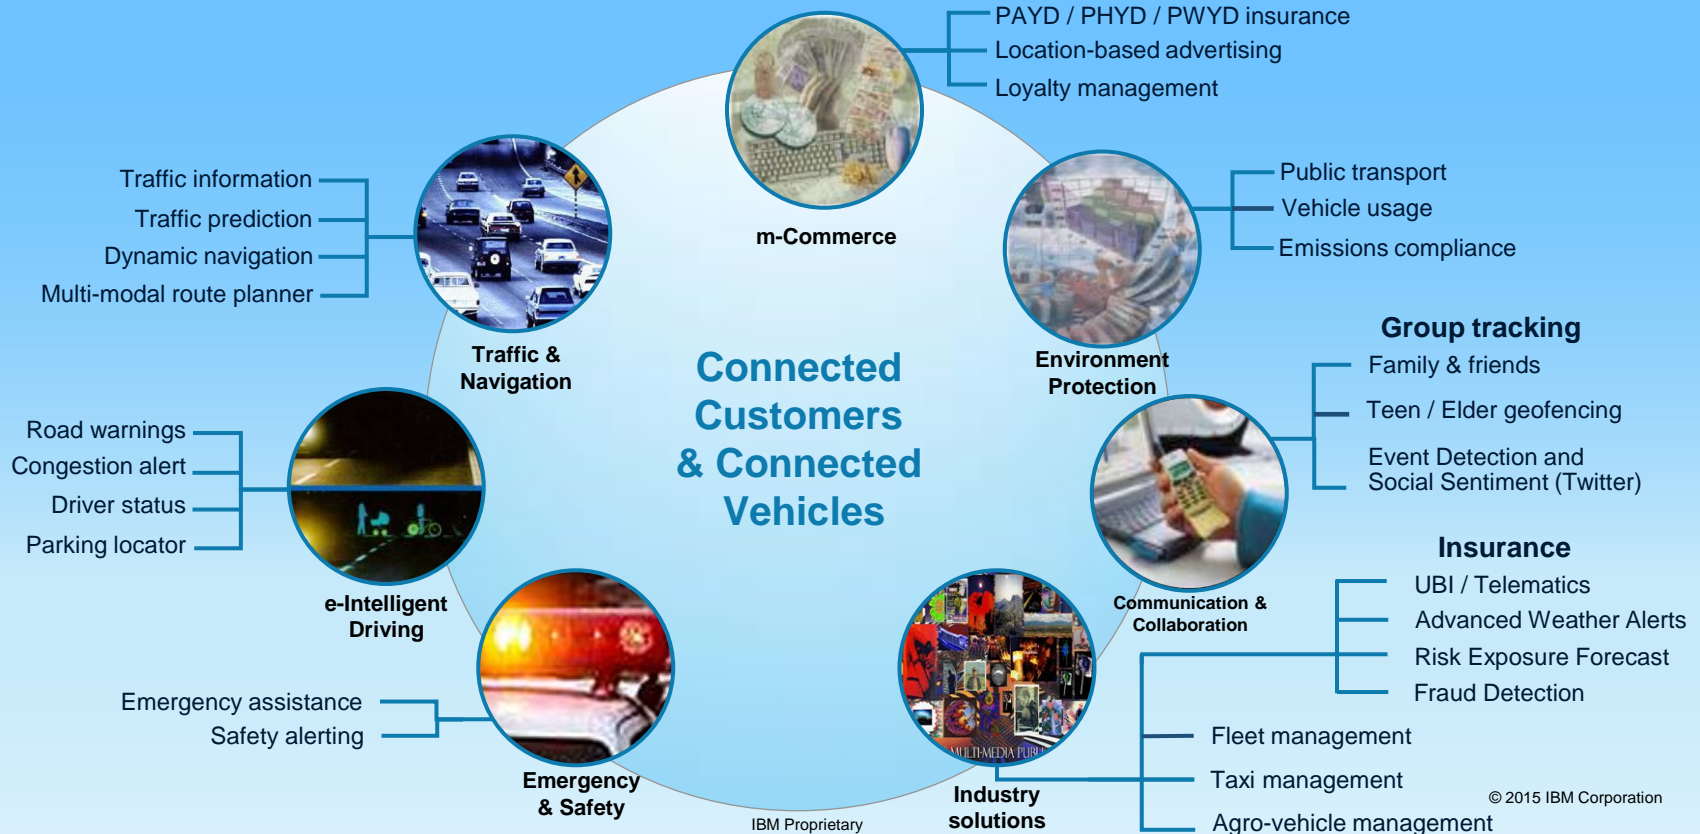 PAYD / PHYD / PWYD insurance
Location-based advertising
Loyalty management
m-Commerce
Traffic information
Traffic prediction
Dynamic navigation
Multi-modal route planner
Traffic &
Navigation
Public transport
Vehicle usage
Emissions compliance
Environment
Protection
Connected
Customers
& Connected
Vehicles
Group tracking
Family & friends
Teen / Elder geofencing
Event Detection and
Social Sentiment (Twitter)
Communication &
Collaboration
Road warnings
Congestion alert
Driver status
Parking locator
e-Intelligent
Driving
Insurance
UBI / Telematics
Advanced Weather Alerts
Risk Exposure Forecast
Fraud Detection
Emergency assistance
Safety alerting
Emergency
& Safety
MULTI-MEDIA PUBL
Industry
solutions
Fleet management
Taxi management
Agro-vehicle management
IBM Proprietary
© 2015 IBM Corporation